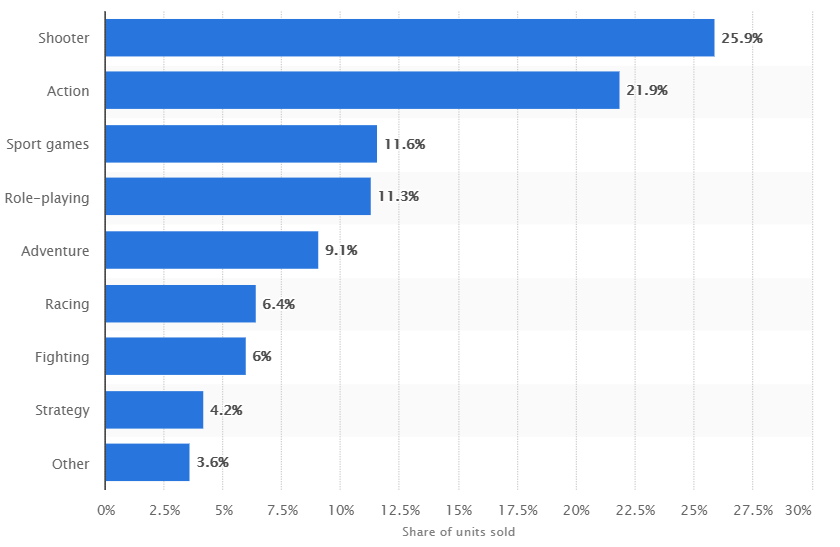 Shooter 25.9%
Action 21.9%
Sport games 11.6%
Role-playing 11.3%
Adventure 9.1%
Racing 6.4%
Fighting 6%
Strategy 4.2%
Other 3.6%
0% 2.5% 5% 7.5% 10% 12.5% 15% 17.5% 20% 22.5% 25% 27.5% 30%
Share of units sold